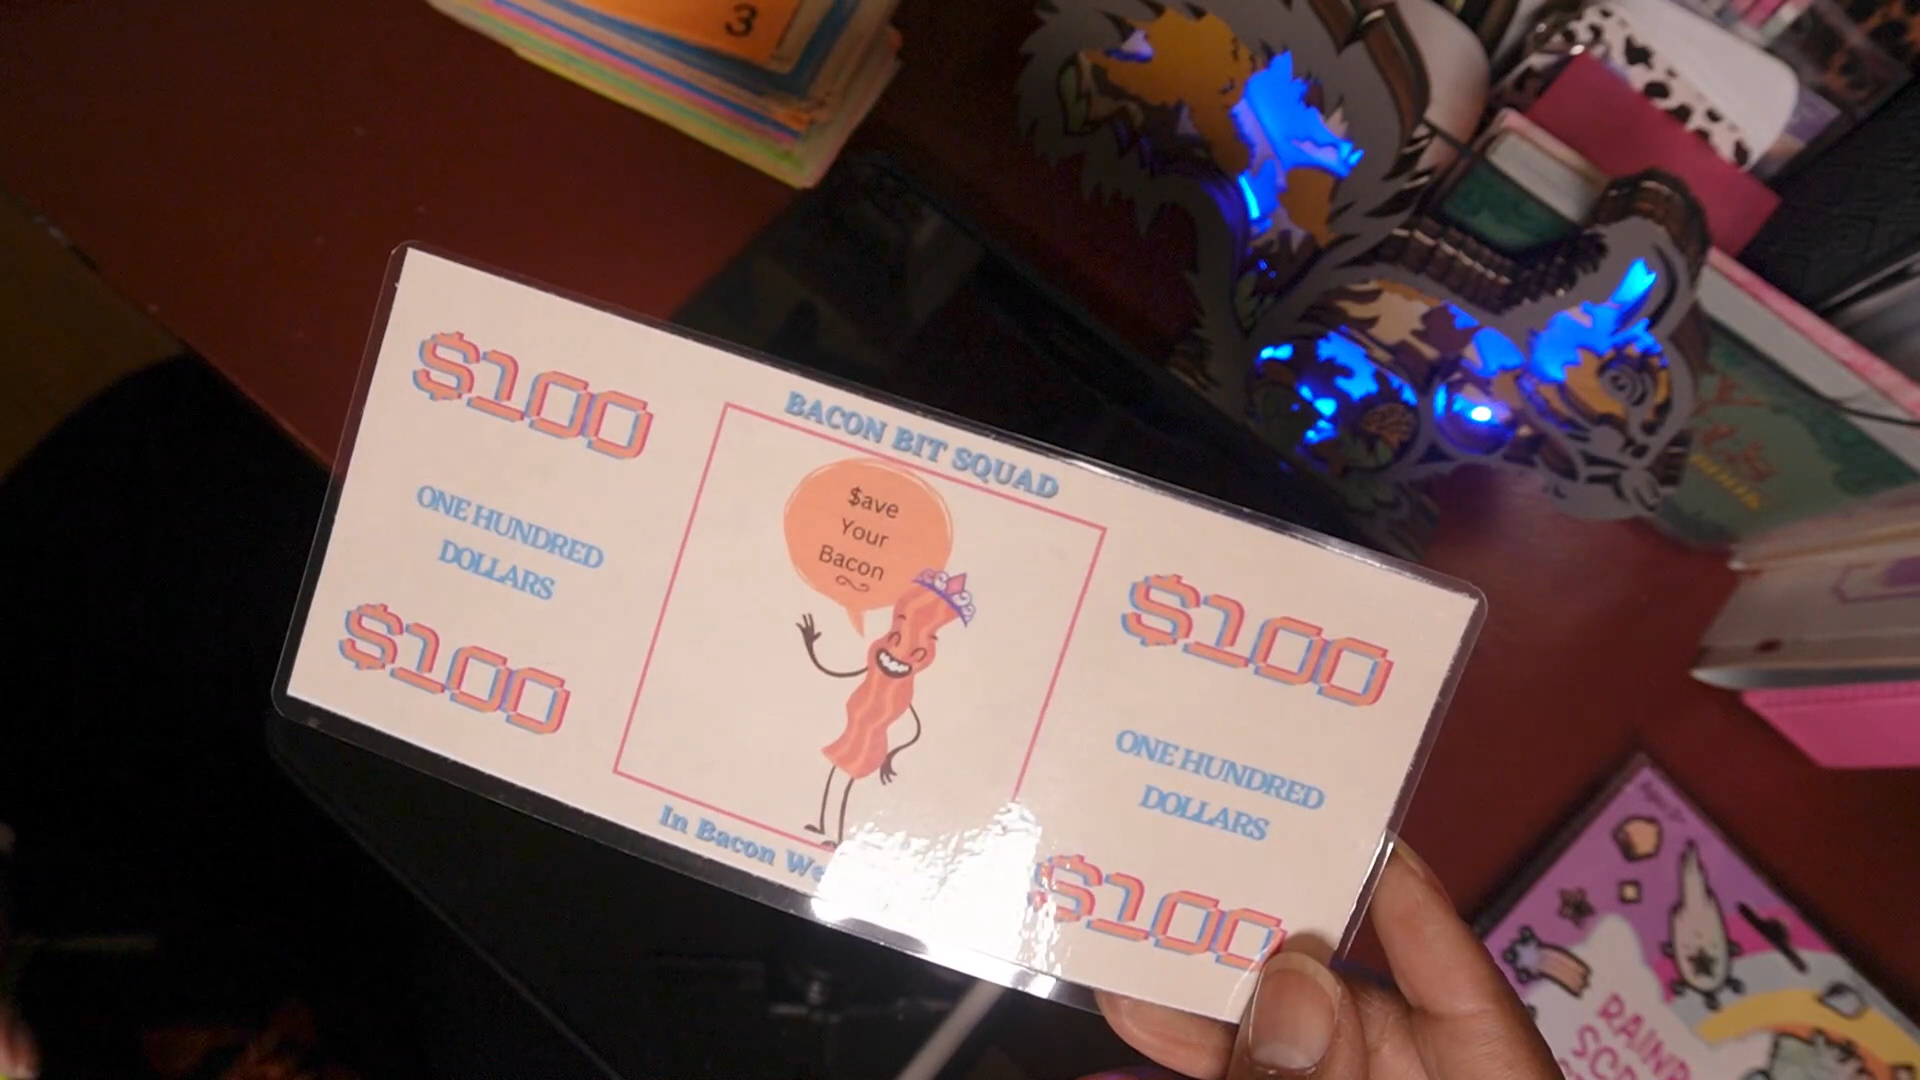 3
$100
ONE HUNDRED
DOLLARS
$100
BACON BIT SQUAD
$ave
Your
Bacon
In Bacon
$100
ONE HUNDRED
DOLLARS
$100